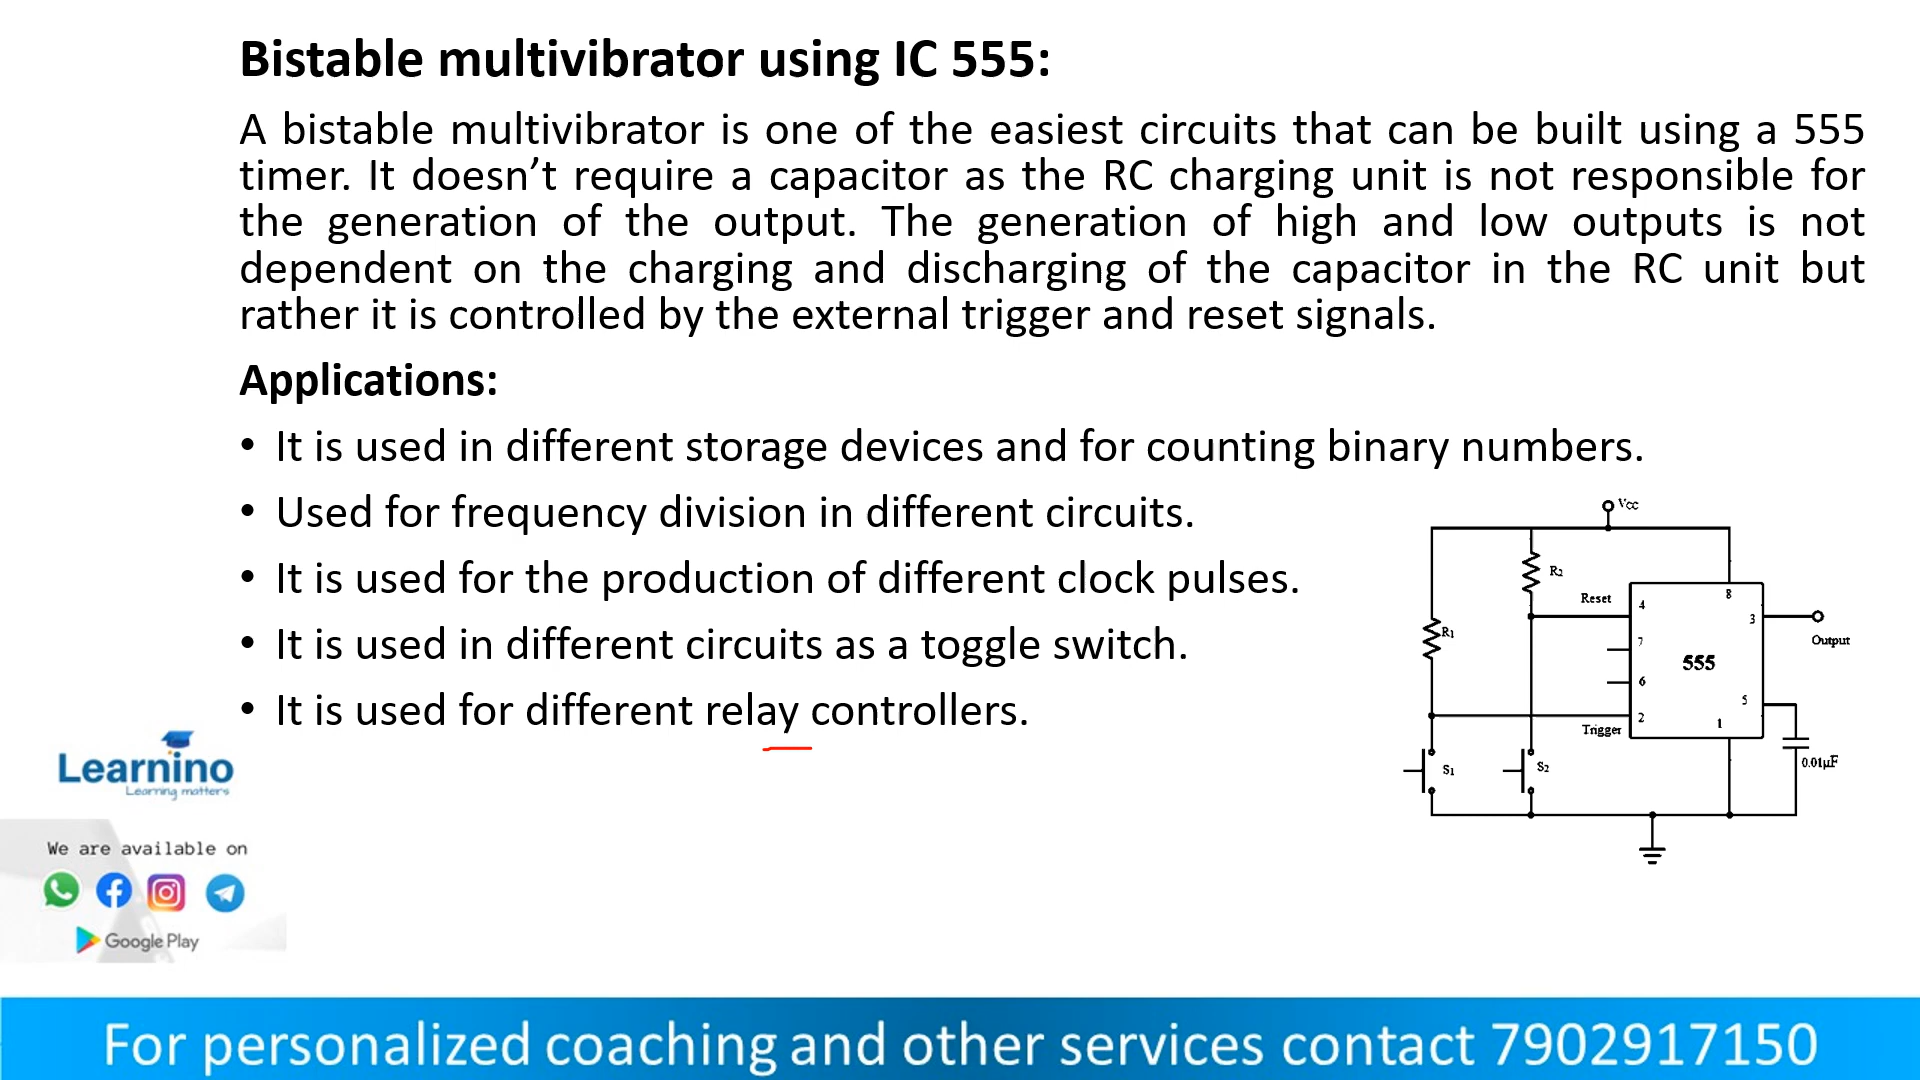 Bistable multivibrator using IC 555:
A bistable multivibrator is one of the easiest circuits that can be built using a 555
timer. It doesn’t require a capacitor as the RC charging unit is not responsible for
the generation of the output. The generation of high and low outputs is not
dependent on the charging and discharging of the capacitor in the RC unit but
rather it is controlled by the external trigger and reset signals.
Applications:
• It is used in different storage devices and for counting binary numbers.
• Used for frequency division in different circuits.
• It is used for the production of different clock pulses.
• It is used in different circuits as a toggle switch.
• It is used for different relay controllers.
Vcc
R2
Reset
4
8
3
R1
7
Output
555
6
5
2
1
Trigger
S1
S2
0.01µF
Learnino
Learning matters
We are available on
Google Play
For personalized coaching and other services contact 7902917150